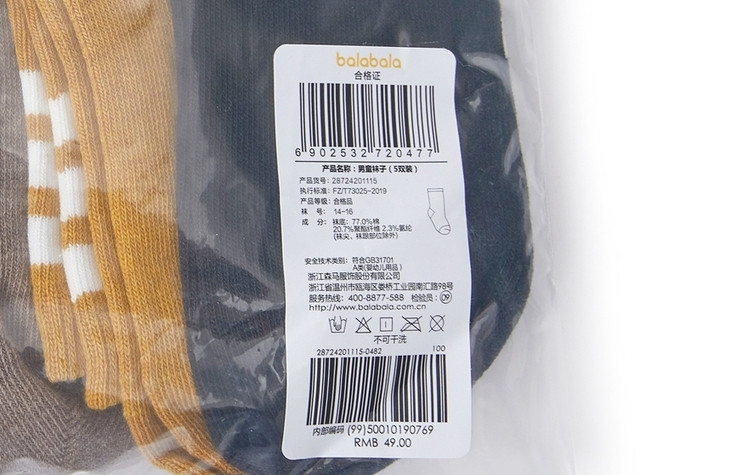 balabala
合格证
6 902532 720477
产品名称：男童袜子（5双装）
产品货号：28724201115
执行标准：FZ/T73025-2019
产品等级：合格品
袜　号：14-16
成　分：袜底：77.0%棉
20.7%聚酯纤维 2.3%氨纶
(袜尖、袜跟部位除外)
安全技术类别：符合GB31701
A类(婴幼儿用品)
浙江森马服饰股份有限公司
浙江省温州市瓯海区娄桥工业园南汇路98号
服务热线：400-8877-588 检验员：09
http://www.balabala.com.cn
不可干洗
28724201115-0482 100
内部编码 (99)50010190769
RMB 49.00